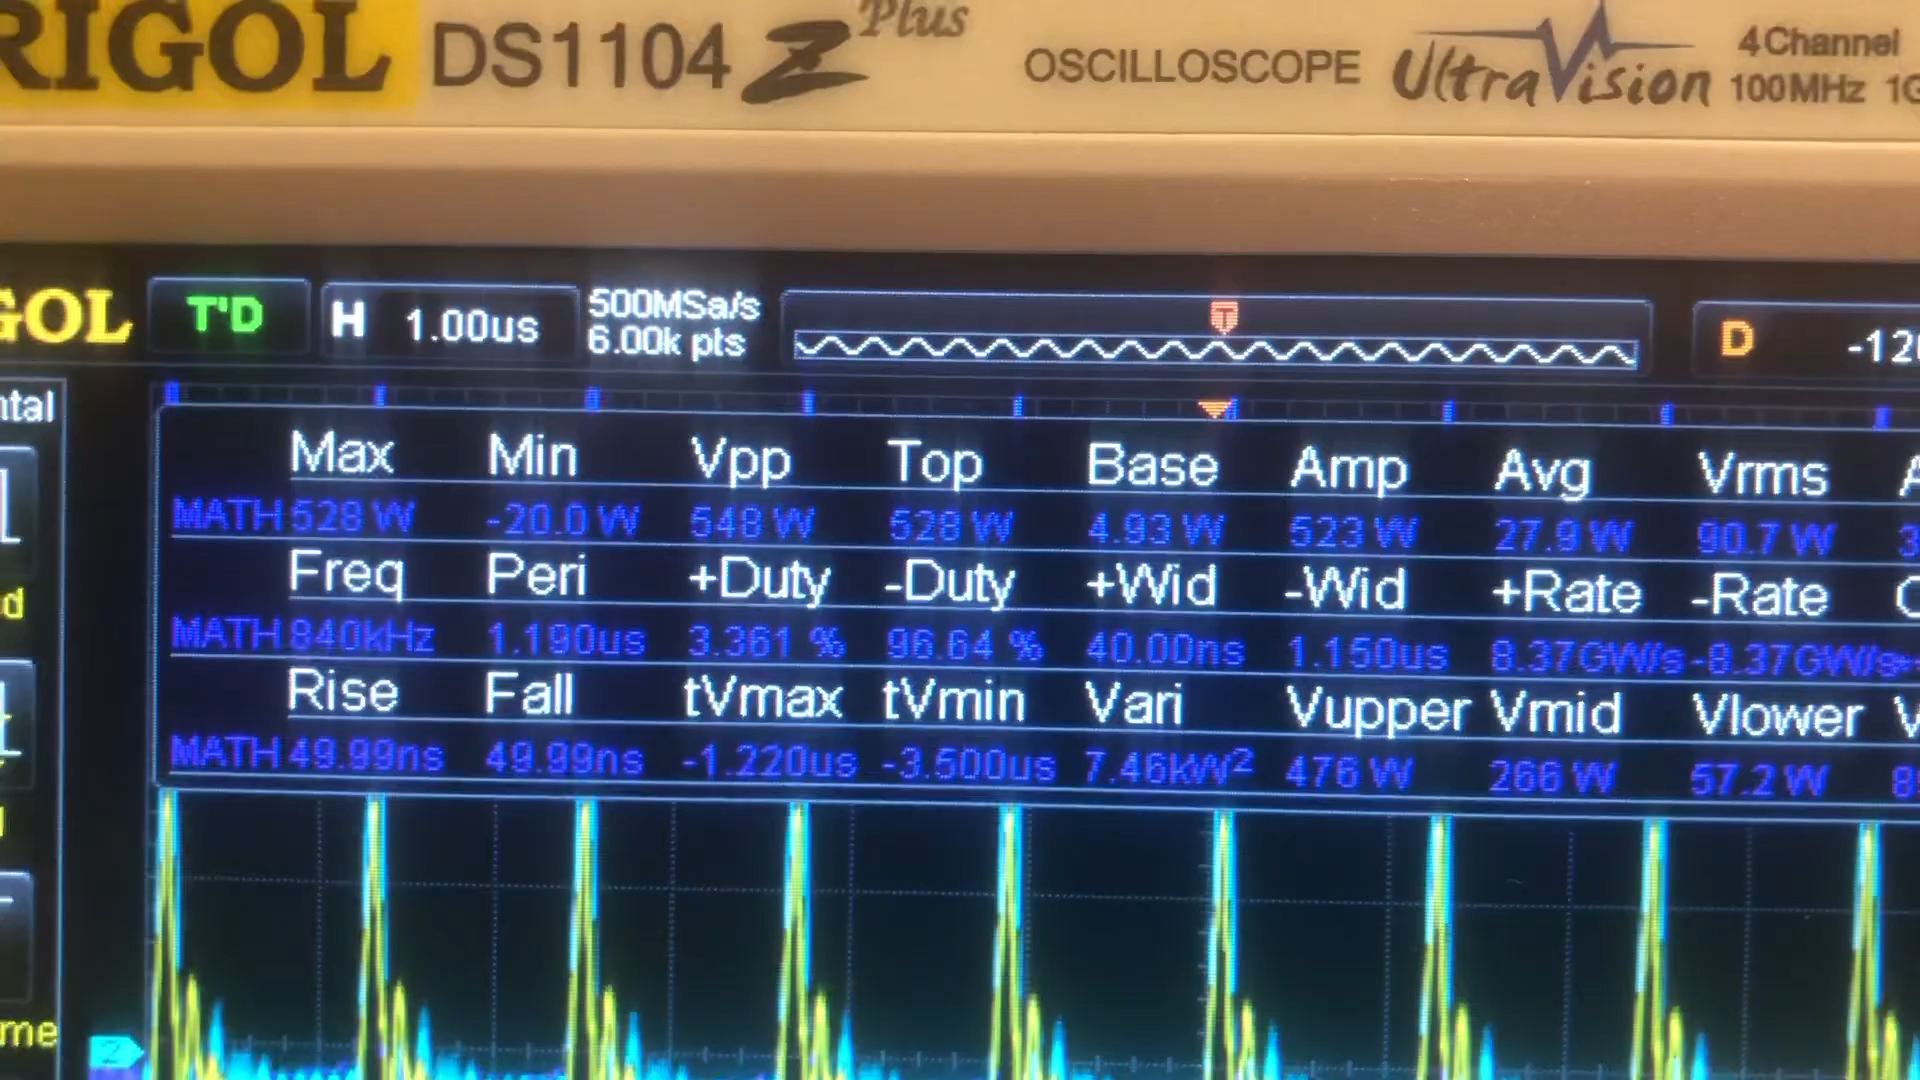 RIGOL DS1104 Z Plus OSCILLOSCOPE UltraVision 4 Channel
100MHz
T'D H 1.00us 500MSa/s
6.00k pts
T
D -120
Max Min Vpp Top Base Amp Avg Vrms
MATH 528 W -20.0 W 548 W 528 W 4.93 W 523 W 27.9 W 90.7 W
Freq Peri +Duty -Duty +Wid -Wid +Rate -Rate
MATH 840kHz 1.190us 3.361 % 96.64 % 40.00ns 1.150us 8.37GW/s -8.37GW/s
Rise Fall tVmax tVmin Vari Vupper Vmid Vlower
MATH 49.99ns 49.99ns -1.220us -3.500us 7.46kW² 476 W 266 W 57.2 W
2